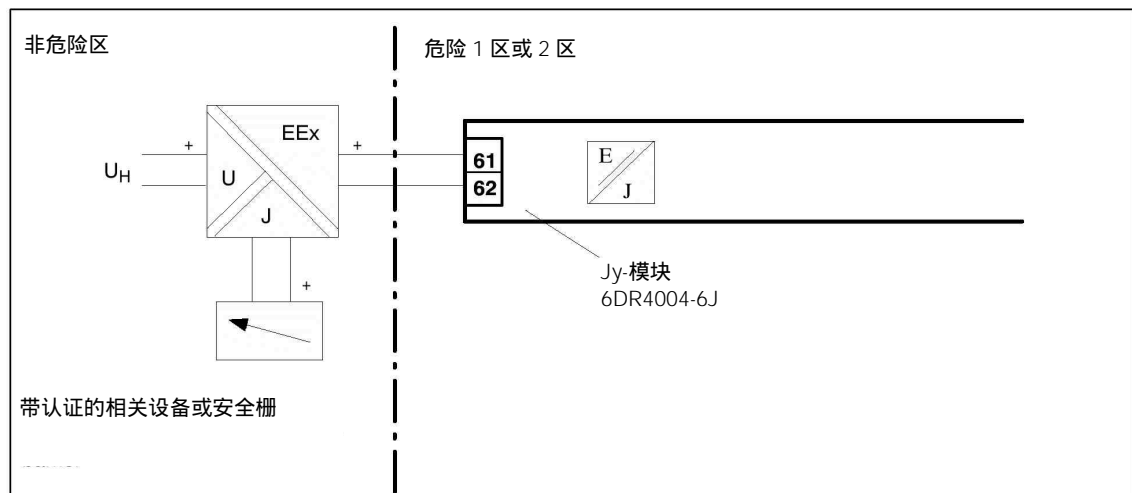 非危险区
危险 1 区或 2 区
EEx
+
+
U_H
U
J
+
61
62
E
J
Jy-模块
6DR4004-6J
带认证的相关设备或安全栅